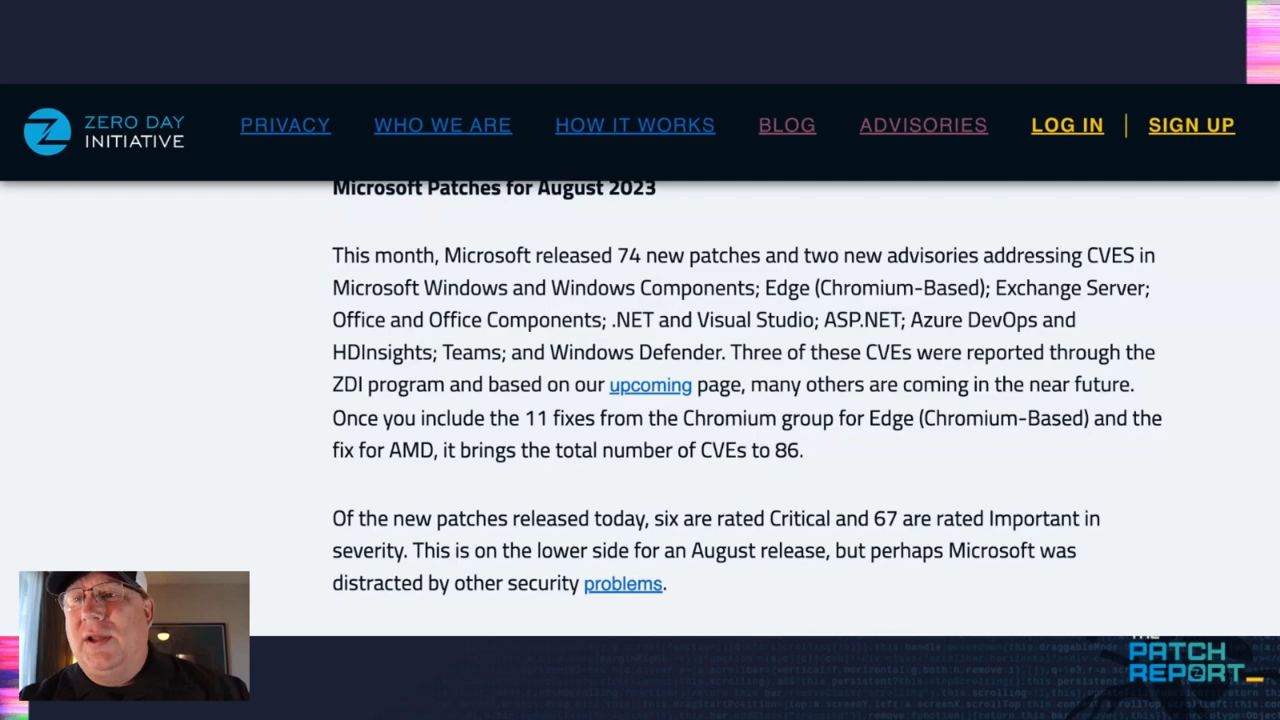 ZERO DAY
INITIATIVE
PRIVACY
WHO WE ARE
HOW IT WORKS
BLOG
ADVISORIES
LOG IN | SIGN UP
Microsoft Patches for August 2023
This month, Microsoft released 74 new patches and two new advisories addressing CVES in
Microsoft Windows and Windows Components; Edge (Chromium-Based); Exchange Server;
Office and Office Components; .NET and Visual Studio; ASP.NET; Azure DevOps and
HDInsights; Teams; and Windows Defender. Three of these CVEs were reported through the
ZDI program and based on our upcoming page, many others are coming in the near future.
Once you include the 11 fixes from the Chromium group for Edge (Chromium-Based) and the
fix for AMD, it brings the total number of CVEs to 86.
Of the new patches released today, six are rated Critical and 67 are rated Important in
severity. This is on the lower side for an August release, but perhaps Microsoft was
distracted by other security problems.
THE
PATCH
REPORT_